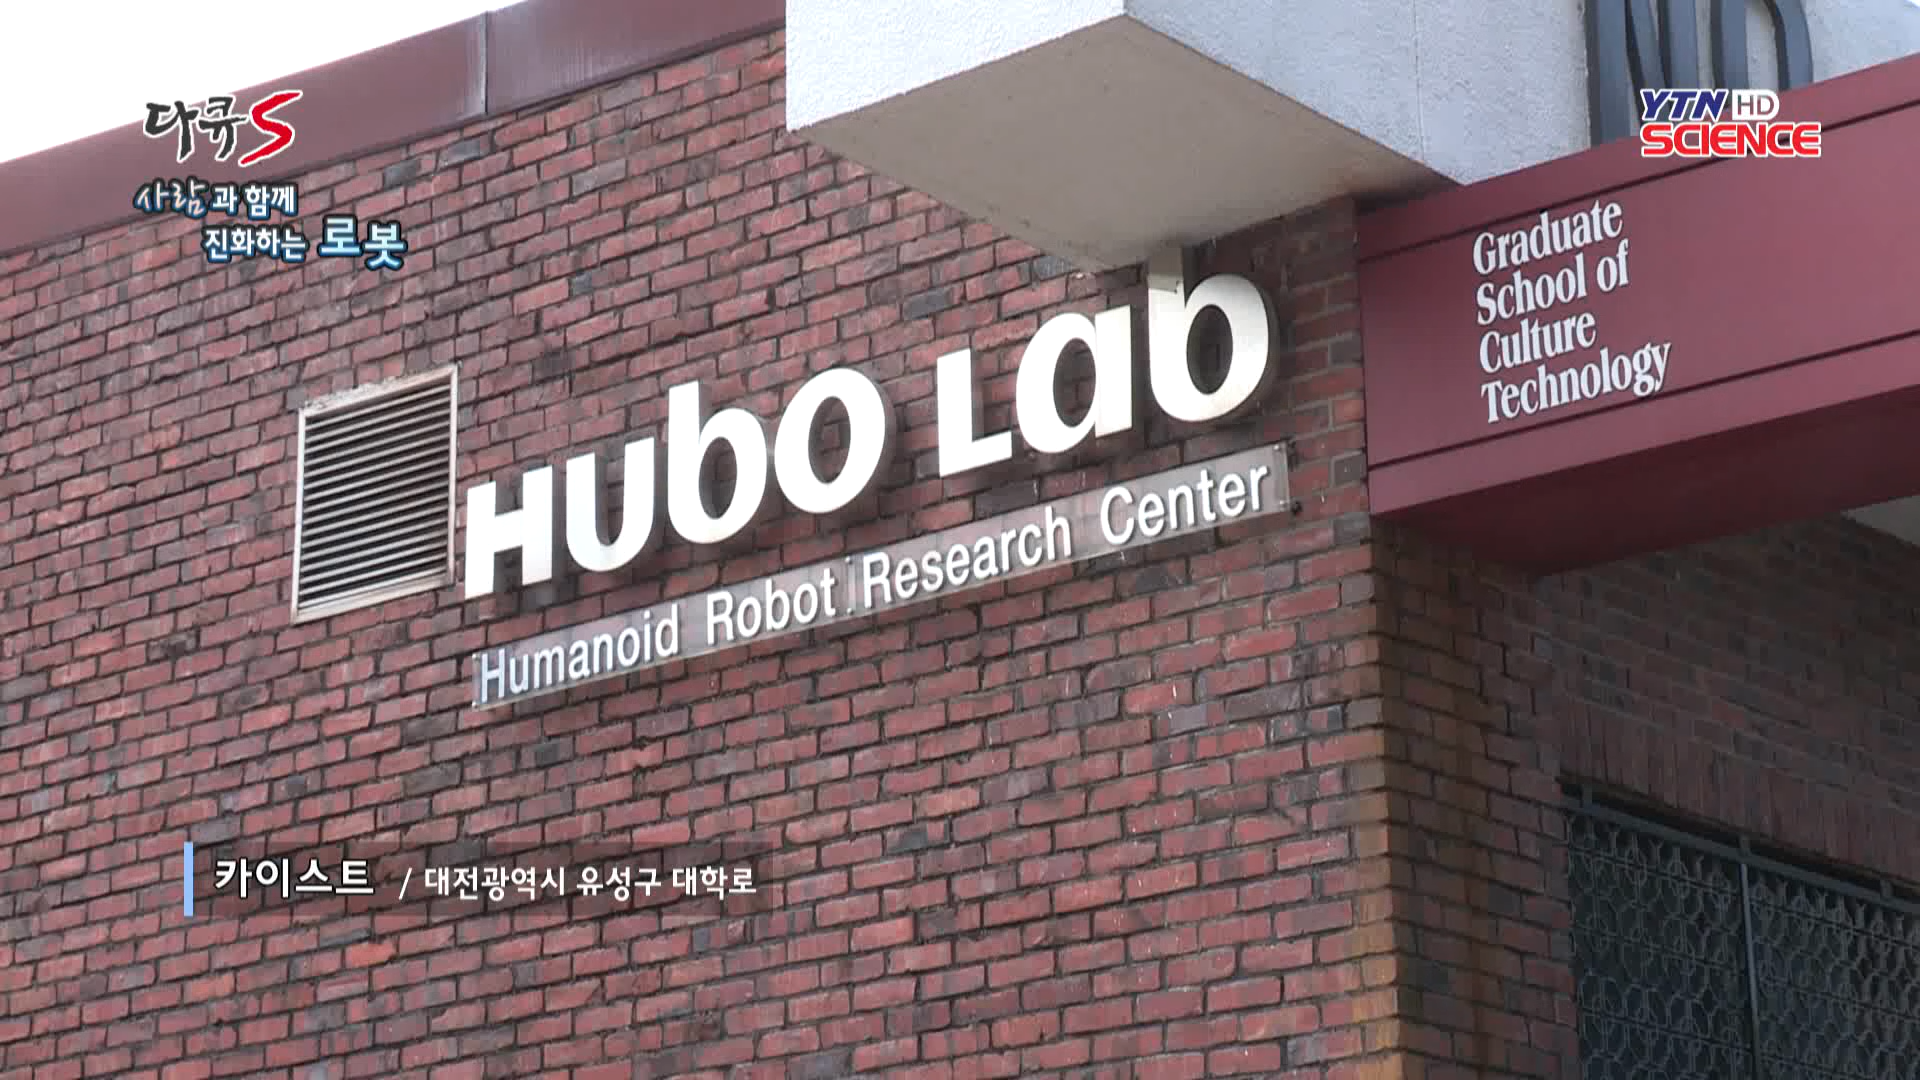 다큐S
사람과 함께
진화하는 로봇
YTN HD
SCIENCE
Graduate
School of
Culture
Technology
HUBO LAB
Humanoid Robot Research Center
카이스트 / 대전광역시 유성구 대학로